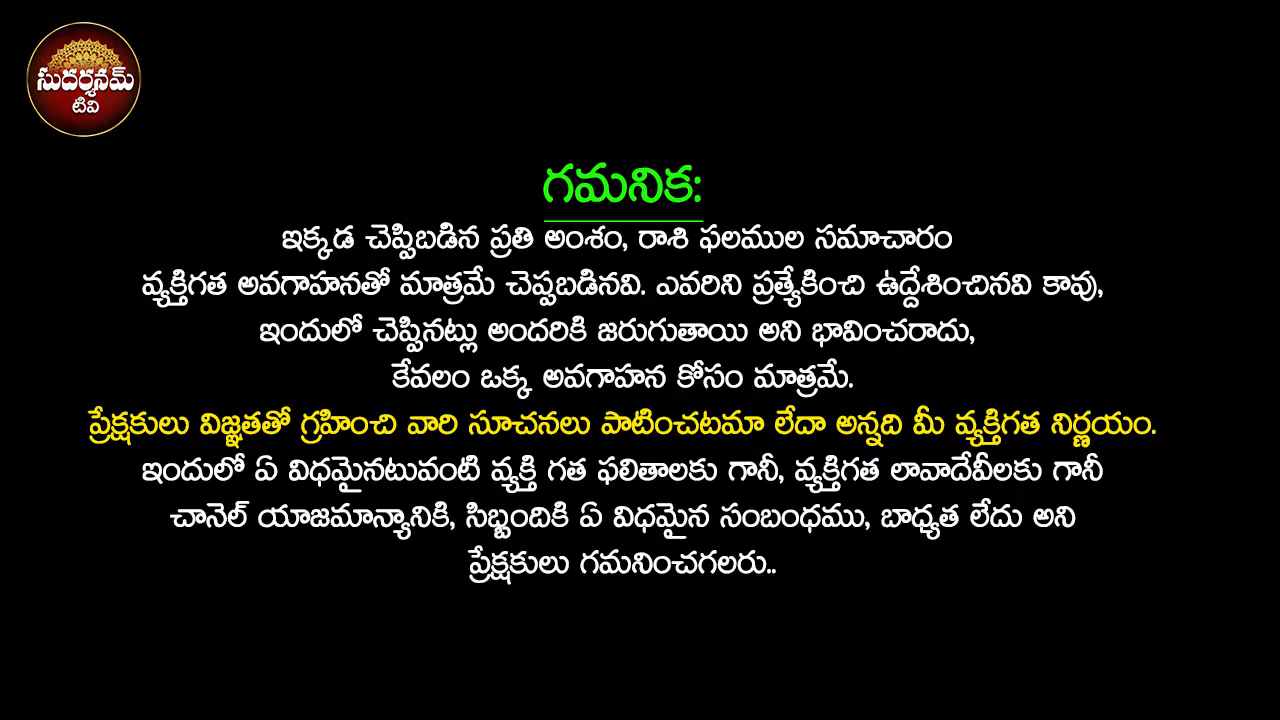 సుదర్శనమ్
టివి
గమనిక:
ఇక్కడ చెప్పిబడిన ప్రతి అంశం, రాశి ఫలముల సమాచారం
వ్యక్తిగత అవగాహనతో మాత్రమే చెప్పబడినవి. ఎవరిని ప్రత్యేకించి ఉద్దేశించినవి కావు,
ఇందులో చెప్పినట్లు అందరికి జరుగుతాయి అని భావించరాదు,
కేవలం ఒక్క అవగాహన కోసం మాత్రమే.
ప్రేక్షకులు విజ్ఞతతో గ్రహించి వారి సూచనలు పాటించటమా లేదా అన్నది మీ వ్యక్తిగత నిర్ణయం.
ఇందులో ఏ విధమైనటువంటి వ్యక్తి గత ఫలితాలకు గానీ, వ్యక్తిగత లావాదేవీలకు గానీ
చానెల్ యాజమాన్యానికి, సిబ్బందికి ఏ విధమైన సంబంధము, బాధ్యత లేదు అని
ప్రేక్షకులు గమనించగలరు..